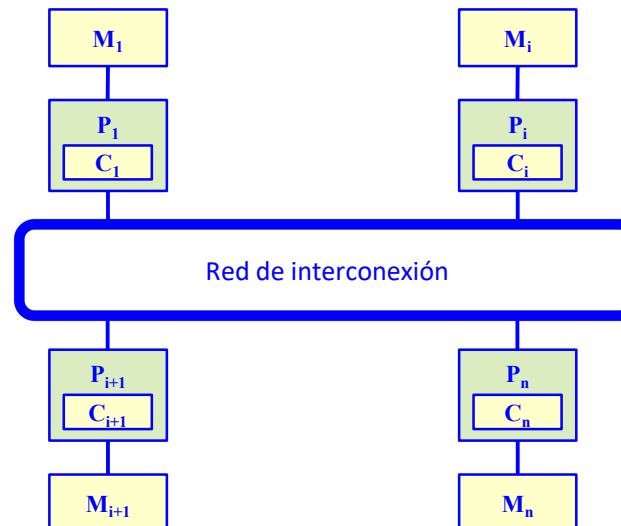 M₁ Mᵢ
P₁ Pᵢ
C₁ Cᵢ
Red de interconexión
Pᵢ₊₁ Pₙ
Cᵢ₊₁ Cₙ
Mᵢ₊₁ Mₙ